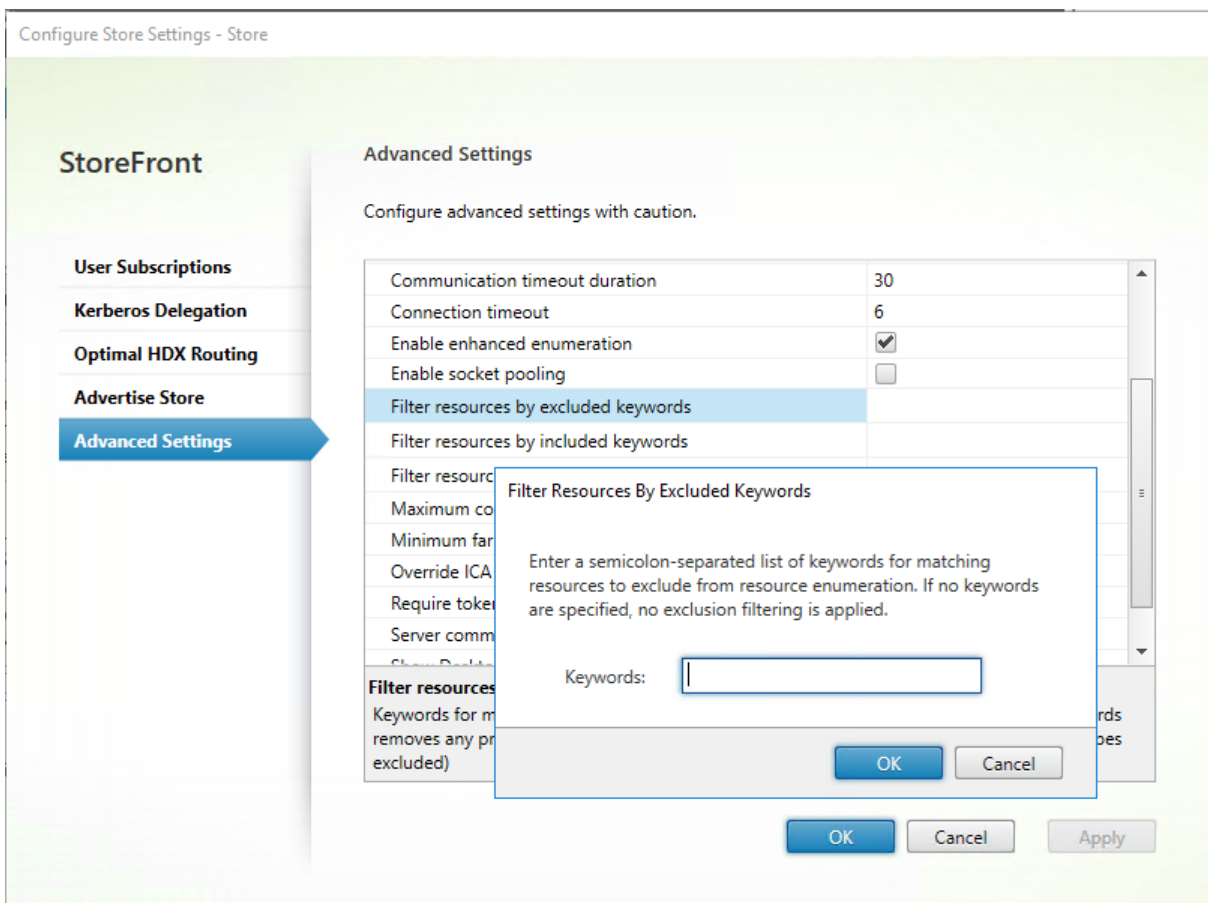 Configure Store Settings - Store
StoreFront
User Subscriptions
Kerberos Delegation
Optimal HDX Routing
Advertise Store
Advanced Settings
Advanced Settings
Configure advanced settings with caution.
Communication timeout duration 30
Connection timeout 6
Enable enhanced enumeration
Enable socket pooling
Filter resources by excluded keywords
Filter resources by included keywords
Filter resourc
Maximum co
Minimum far
Override ICA
Require token
Server comm
Filter resources
Keywords for m rds
removes any pr pes
excluded)
Filter Resources By Excluded Keywords
Enter a semicolon-separated list of keywords for matching
resources to exclude from resource enumeration. If no keywords
are specified, no exclusion filtering is applied.
Keywords:
OK Cancel
OK Cancel Apply